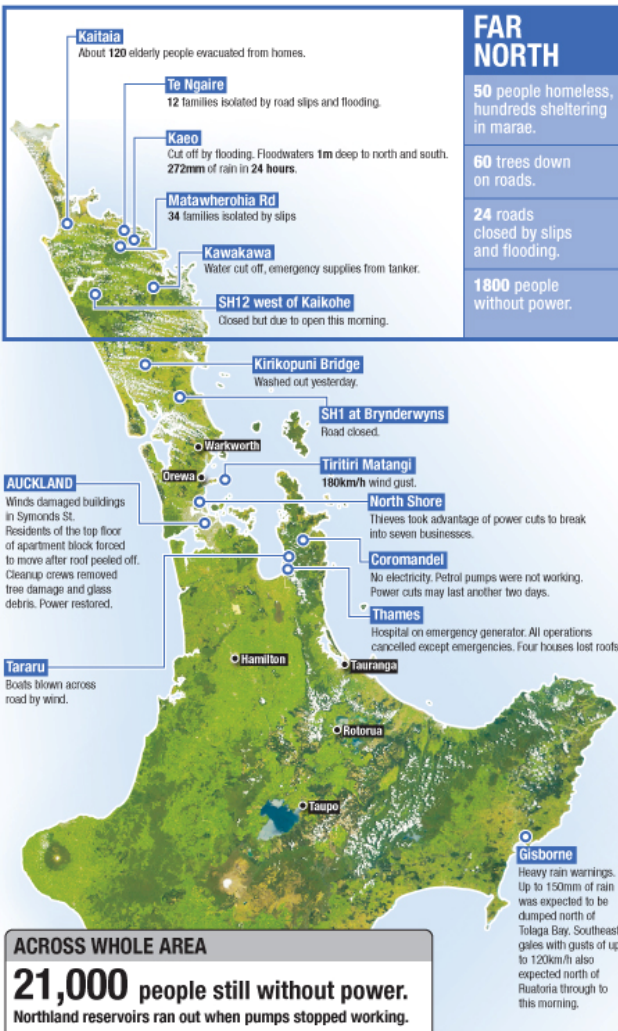 FAR
NORTH
50 people homeless,
hundreds sheltering
in marae.
60 trees down
on roads.
24 roads
closed by slips
and flooding.
1800 people
without power.
Kaitaia
About 120 elderly people evacuated from homes.
Te Ngaire
12 families isolated by road slips and flooding.
Kaeo
Cut off by flooding. Floodwaters 1m deep to north and south.
272mm of rain in 24 hours.
Matawherohia Rd
34 families isolated by slips
Kawakawa
Water cut off, emergency supplies from tanker.
SH12 west of Kaikohe
Closed but due to open this morning.
Kirikopuni Bridge
Washed out yesterday.
SH1 at Brynderwyns
Road closed.
Warkworth
Tiritiri Matangi
180km/h wind gust.
Orewa
AUCKLAND
Winds damaged buildings
in Symonds St.
Residents of the top floor
of apartment block forced
to move after roof peeled off.
Cleanup crews removed
tree damage and glass
debris. Power restored.
North Shore
Thieves took advantage of power cuts to break
into seven businesses.
Coromandel
No electricity. Petrol pumps were not working.
Power cuts may last another two days.
Thames
Hospital on emergency generator. All operations
cancelled except emergencies. Four houses lost roofs
Tararu
Boats blown across
road by wind.
Hamilton
Tauranga
Rotorua
Taupo
Gisborne
Heavy rain warnings.
Up to 150mm of rain
was expected to be
dumped north of
Tolaga Bay. Southeast
gales with gusts of up
to 120km/h also
expected north of
Ruatoria through to
this morning.
ACROSS WHOLE AREA
21,000 people still without power.
Northland reservoirs ran out when pumps stopped working.